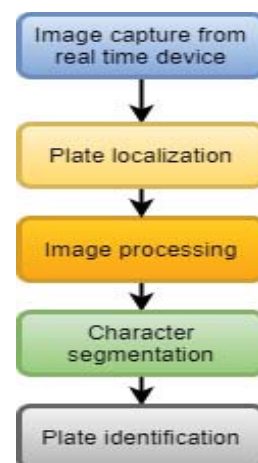 Image capture from
real time device
Plate localization
Image processing
Character
segmentation
Plate identification